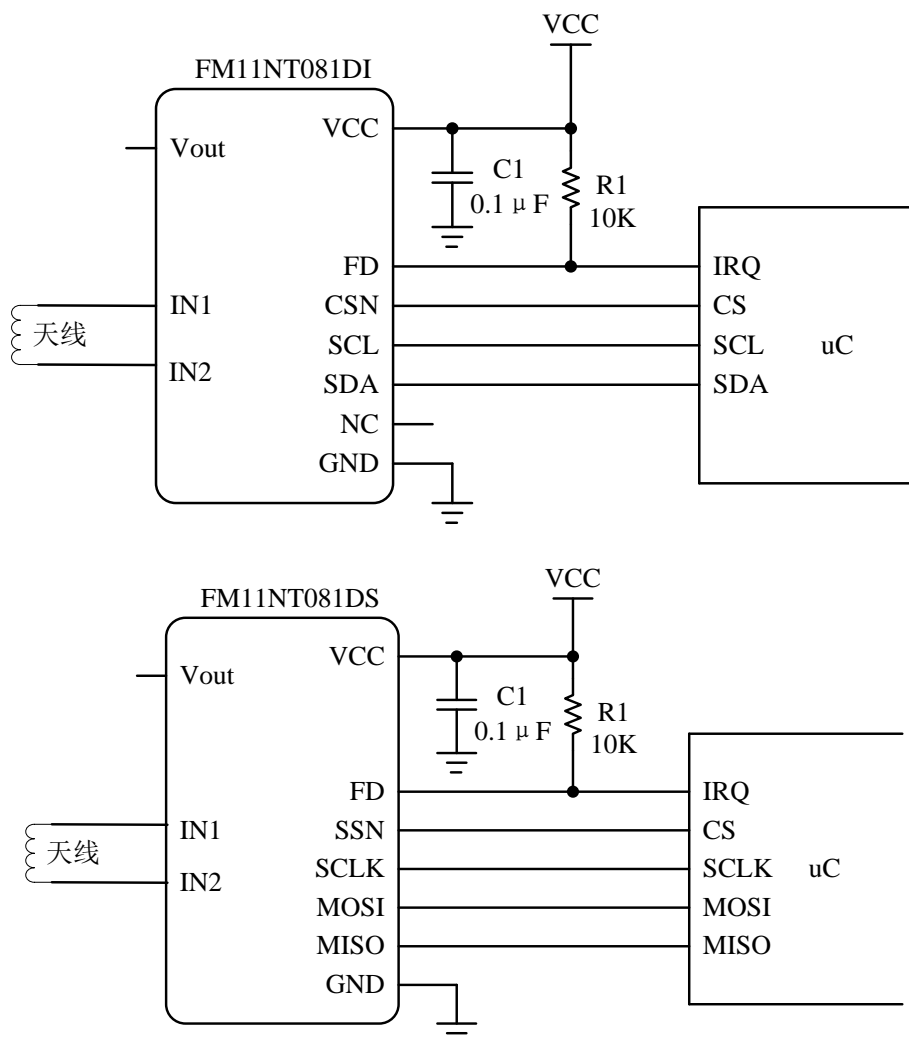 VCC
FM11NT081DI
VCC
Vout
C1
0.1 μF
R1
10K
FD
IRQ
IN1
CSN
CS
天线
SCL
SCL
uC
IN2
SDA
SDA
NC
GND
VCC
FM11NT081DS
VCC
Vout
C1
0.1 μF
R1
10K
FD
IRQ
IN1
SSN
CS
天线
SCLK
SCLK
uC
IN2
MOSI
MOSI
MISO
MISO
GND